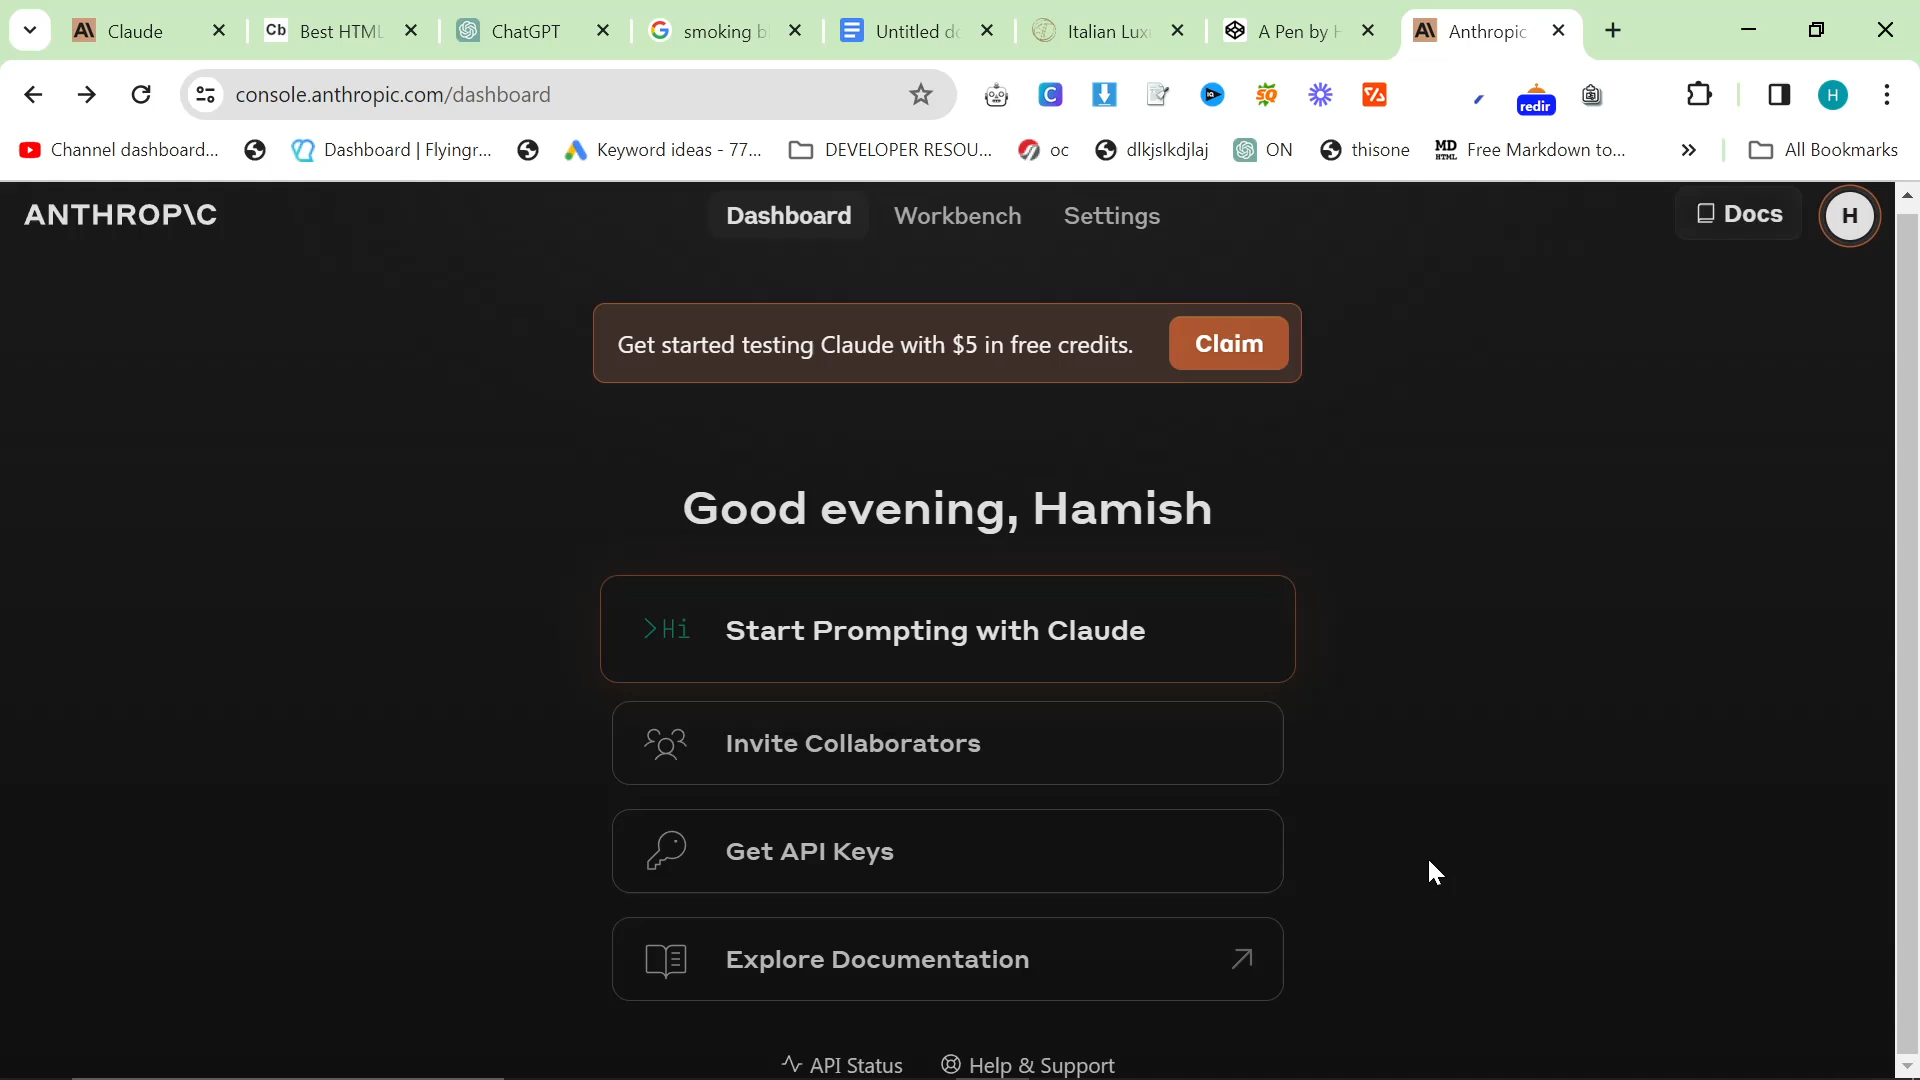 Claude
Cb Best HTML
ChatGPT
smoking b
Untitled d
Italian Lux
A Pen by H
Anthropic
console.anthropic.com/dashboard
redir
H
Channel dashboard...
Dashboard | Flyingr...
Keyword ideas - 77...
DEVELOPER RESOU...
oc
dlkjslkdjlaj
ON
thisone
MD HTML Free Markdown to...
All Bookmarks
ANTHROP\C
Dashboard
Workbench
Settings
Docs
H
Get started testing Claude with $5 in free credits.
Claim
Good evening, Hamish
>Hi Start Prompting with Claude
Invite Collaborators
Get API Keys
Explore Documentation
API Status
Help & Support